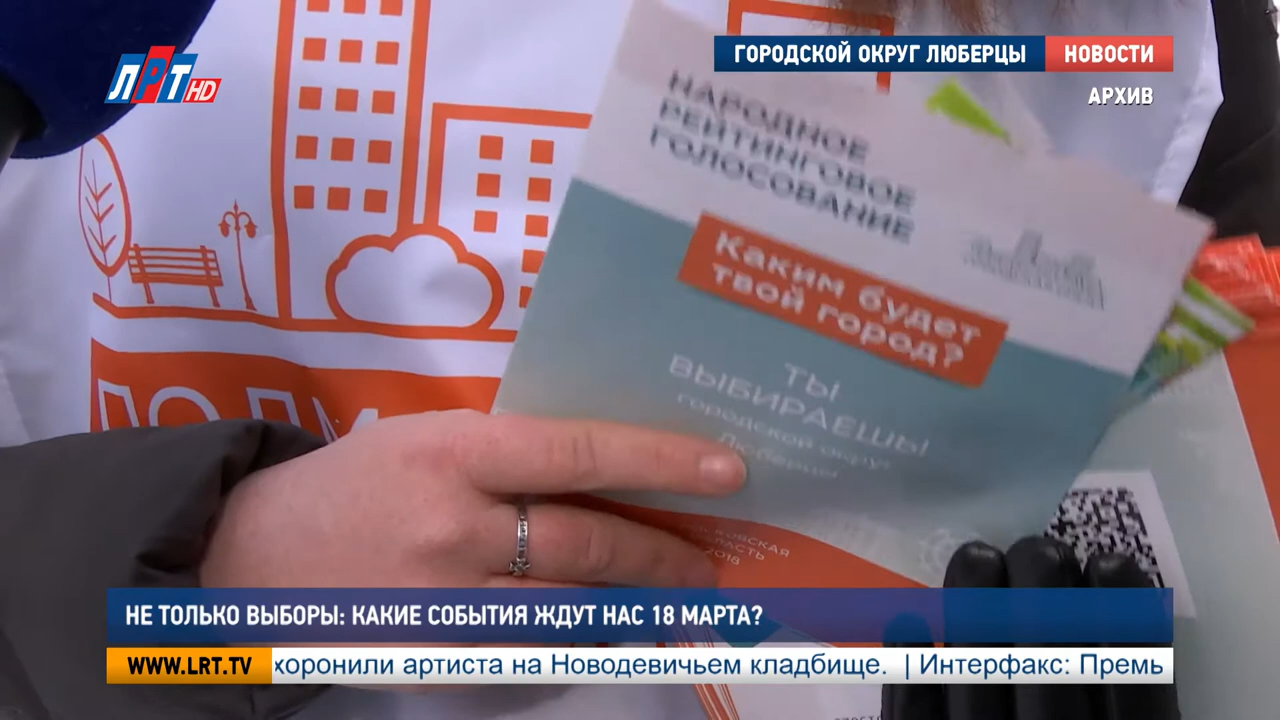 ЛРТ HD
ГОРОДСКОЙ ОКРУГ ЛЮБЕРЦЫ НОВОСТИ
АРХИВ
НАРОДНОЕ
РЕЙТИНГОВОЕ
ГОЛОСОВАНИЕ
Каким будет
твой город?
ТЫ
ВЫБИРАЕШЬ!
городской округ
Люберцы
2018
НЕ ТОЛЬКО ВЫБОРЫ: КАКИЕ СОБЫТИЯ ЖДУТ НАС 18 МАРТА?
WWW.LRT.TV хоронили артиста на Новодевичьем кладбище. | Интерфакс: Премь